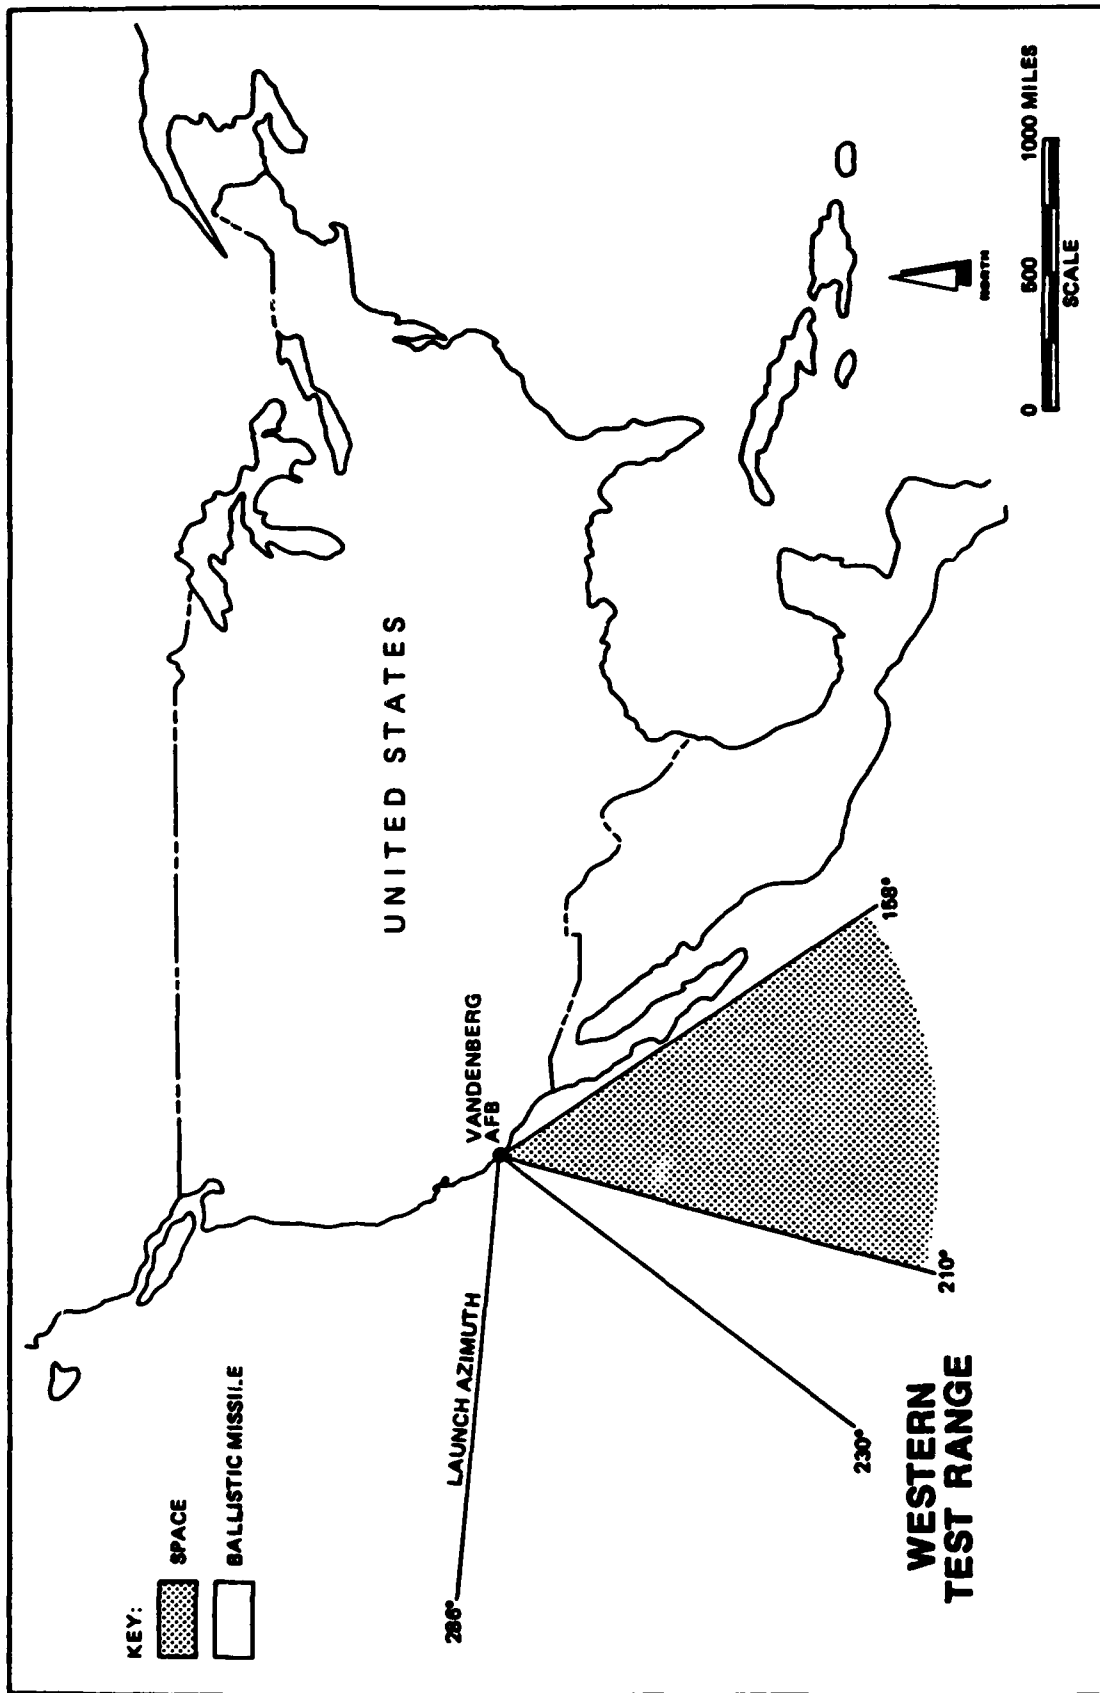 KEY:
SPACE
BALLISTIC MISSILE
UNITED STATES
VANDENBERG
AFB
LAUNCH AZIMUTH
286°
230°
210°
158°
WESTERN
TEST RANGE
NORTH
0 500 1000 MILES
SCALE